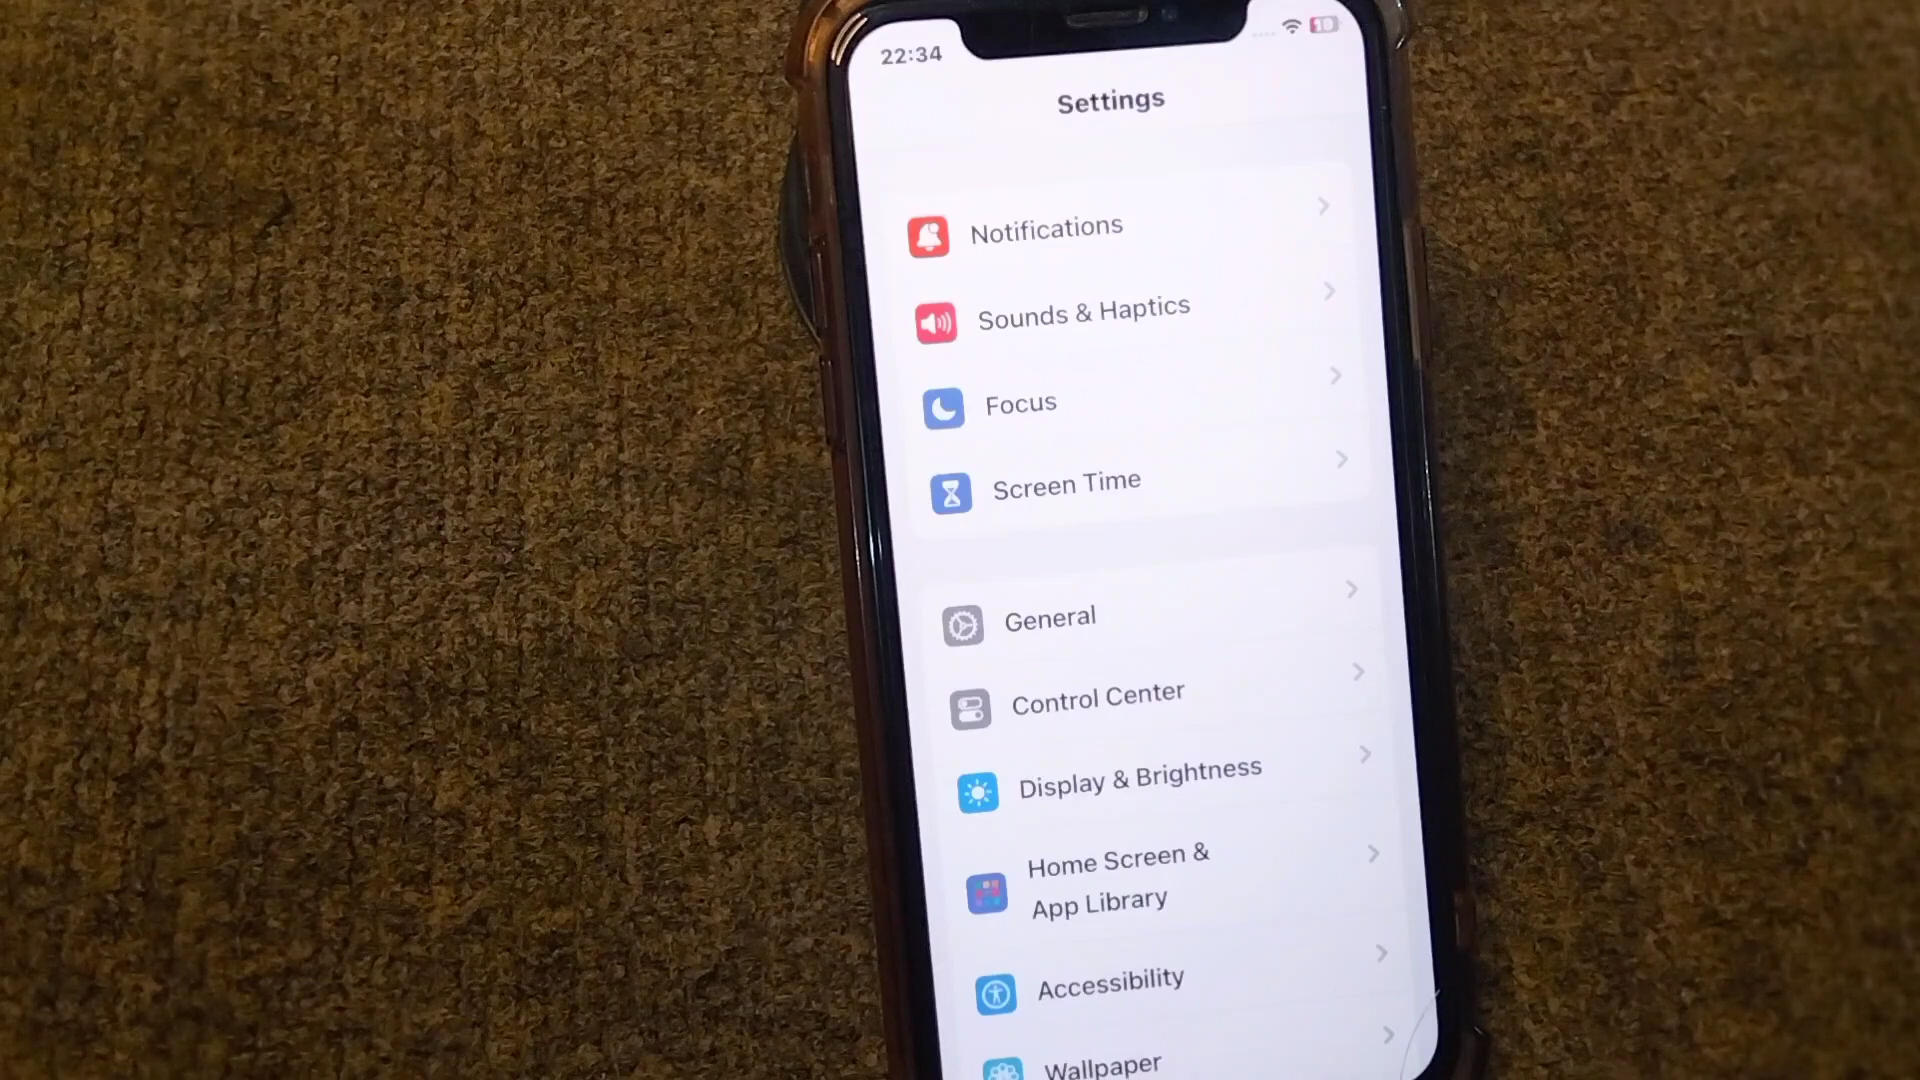 22:34
10
Settings
Notifications
Sounds & Haptics
Focus
Screen Time
General
Control Center
Display & Brightness
Home Screen &
App Library
Accessibility
Wallpaper